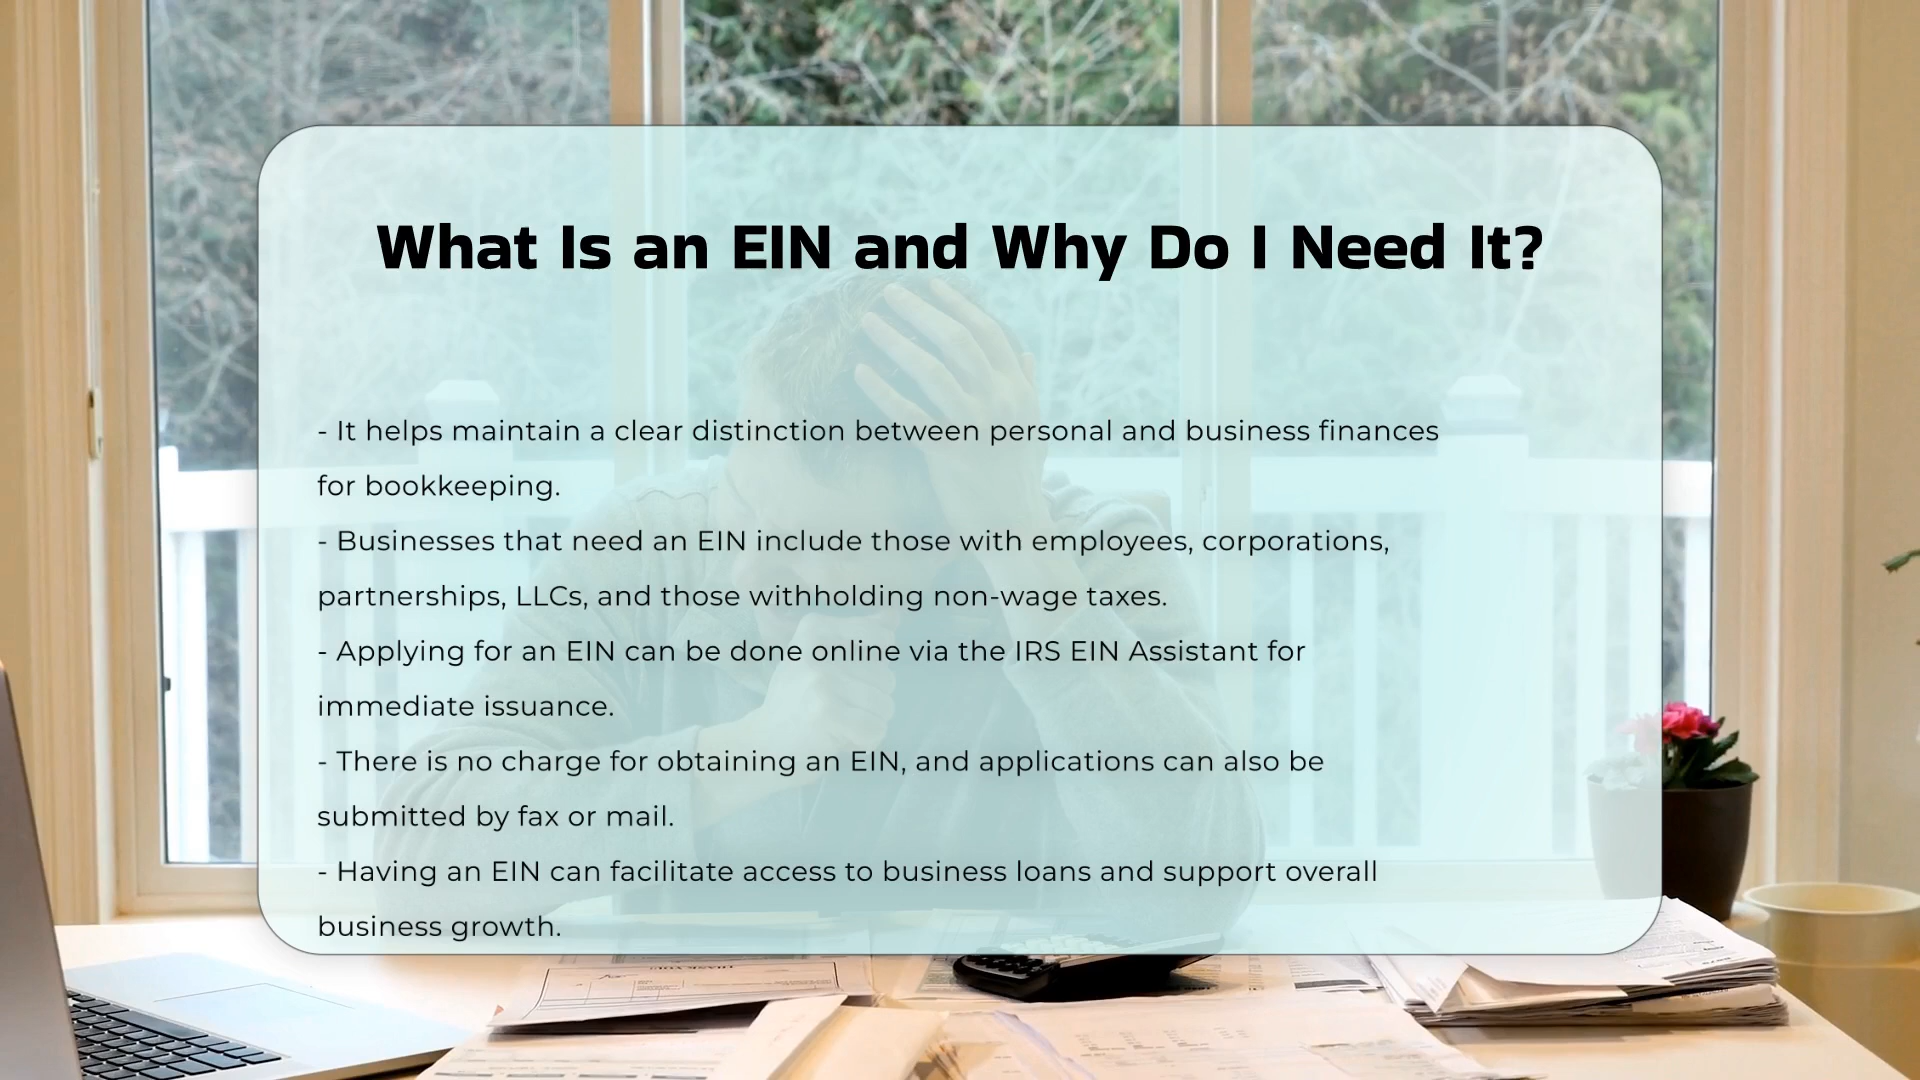 What Is an EIN and Why Do I Need It?
- It helps maintain a clear distinction between personal and business finances
for bookkeeping.
- Businesses that need an EIN include those with employees, corporations,
partnerships, LLCs, and those withholding non-wage taxes.
- Applying for an EIN can be done online via the IRS EIN Assistant for
immediate issuance.
- There is no charge for obtaining an EIN, and applications can also be
submitted by fax or mail.
- Having an EIN can facilitate access to business loans and support overall
business growth.